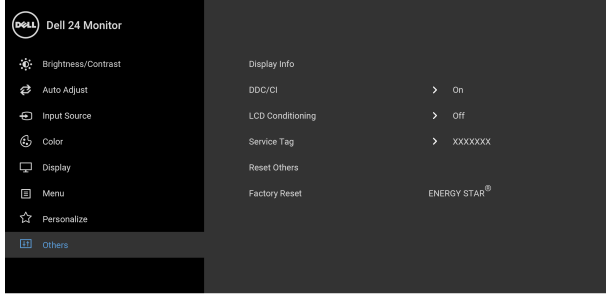 DELL Dell 24 Monitor
Brightness/Contrast
Auto Adjust
Input Source
Color
Display
Menu
Personalize
Others
Display Info
DDC/CI > On
LCD Conditioning > Off
Service Tag > XXXXXXX
Reset Others
Factory Reset ENERGY STAR®